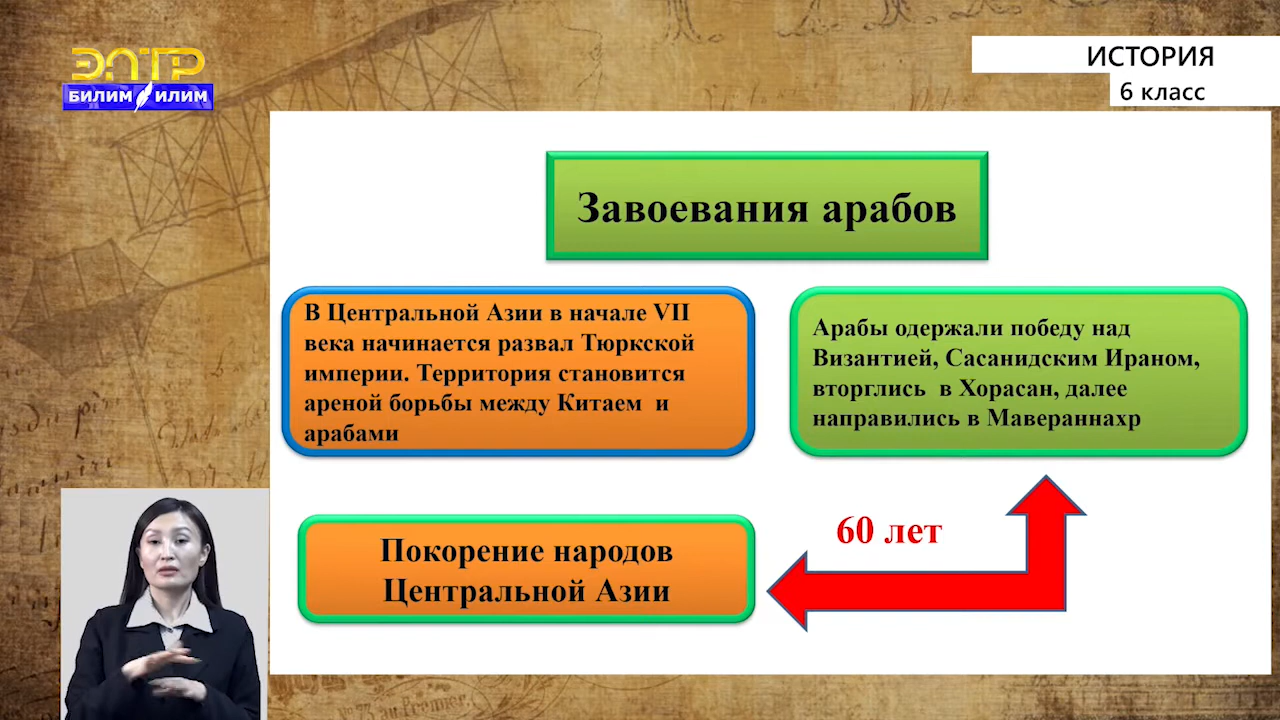 ЭЛТР
БИЛИМ ИЛИМ
ИСТОРИЯ
6 класс
Завоевания арабов
В Центральной Азии в начале VII
века начинается развал Тюркской
империи. Территория становится
ареной борьбы между Китаем и
арабами
Арабы одержали победу над
Византией, Сасанидским Ираном,
вторглись в Хорасан, далее
направились в Мавераннахр
60 лет
Покорение народов
Центральной Азии